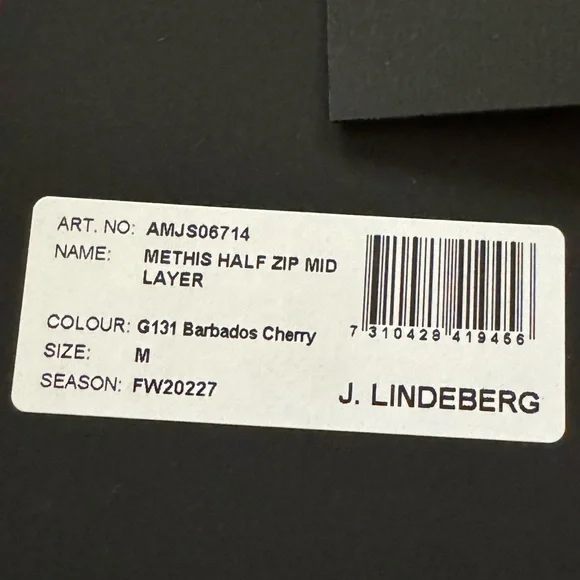 ART. NO: AMJS06714
NAME: METHIS HALF ZIP MID
LAYER
COLOUR: G131 Barbados Cherry
SIZE: M
SEASON: FW20227
7 310428 419466
J. LINDEBERG